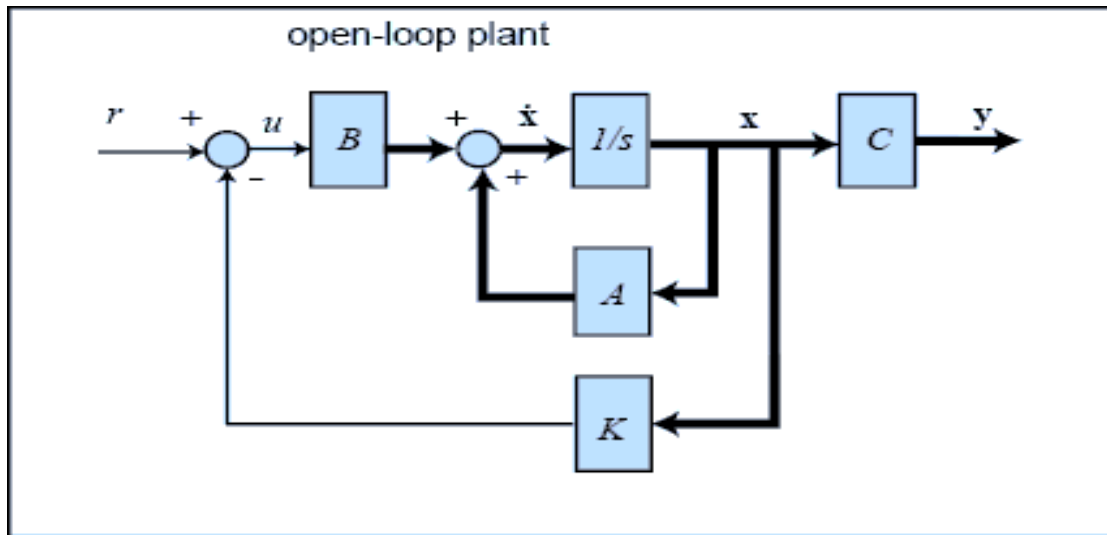 open-loop plant
r + u B + ẋ 1/s x C y
- +
A
K